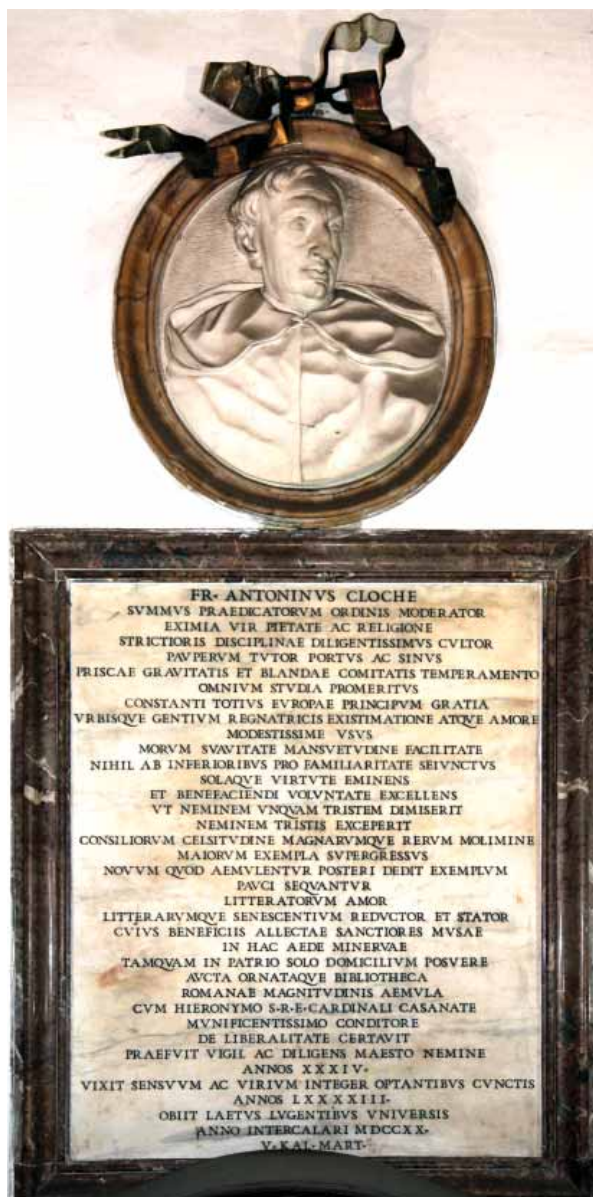 FR· ANTONINVS CLOCHE
SVMMVS PRAEDICATORVM ORDINIS MODERATOR
EXIMIA VIR PIETATE AC RELIGIONE
STRICTIORIS DISCIPLINAE DILIGENTISSIMVS CVLTOR
PAVPERVM TVTOR PORTVS AC SINVS
PRISCAE GRAVITATIS ET BLANDAE COMITATIS TEMPERAMENTO
OMNIVM STVDIA PROMERITVS
CONSTANTI TOTIVS EVROPAE PRINCIPVM GRATIA
VRBISQVE GENTIVM REGNATRICIS EXISTIMATIONE ATQVE AMORE
MODESTISSIME VSVS
MORVM SVAVITATE MANSVETVDINE FACILITATE
NIHIL AB INFERIORIBVS PRO FAMILIARITATE SEIVNCTVS
SOLAQVE VIRTVTE EMINENS
ET BENEFACIENDI VOLVNTATE EXCELLENS
VT NEMINEM VNQVAM TRISTEM DIMISERIT
NEMINEM TRISTIS EXCEPERIT
CONSILIORVM CELSITVDINE MAGNARVMQVE RERVM MOLIMINE
MAIORVM EXEMPLA SVPERGRESSVS
NOVVM QVOD AEMVLENTVR POSTERI DEDIT EXEMPLVM
PAVCI SEQVANTVR
LITTERATORVM AMOR
LITTERARVMQVE SENESCENTIVM REDVCTOR ET STATOR
CVIVS BENEFICIIS ALLECTAE SANCTIORES MVSAE
IN HAC AEDE MINERVAE
TAMQVAM IN PATRIO SOLO DOMICILIVM POSVERE
AVCTA ORNATAQVE BIBLIOTHECA
ROMANAE MAGNITVDINIS AEMVLA
CVM HIERONYMO S·R·E·CARDINALI CASANATE
MVNIFICENTISSIMO CONDITORE
DE LIBERALITATE CERTAVIT
PRAEFVIT VIGIL AC DILIGENS MAESTO NEMINE
ANNOS XXXIV·
VIXIT SENSVVM AC VIRIVM INTEGER OPTANTIBVS CVNCTIS
ANNOS LXXXXIII·
OBIIT LAETVS LVGENTIBVS VNIVERSIS
ANNO INTERCALARI MDCCXX·
V·KAL·MART·